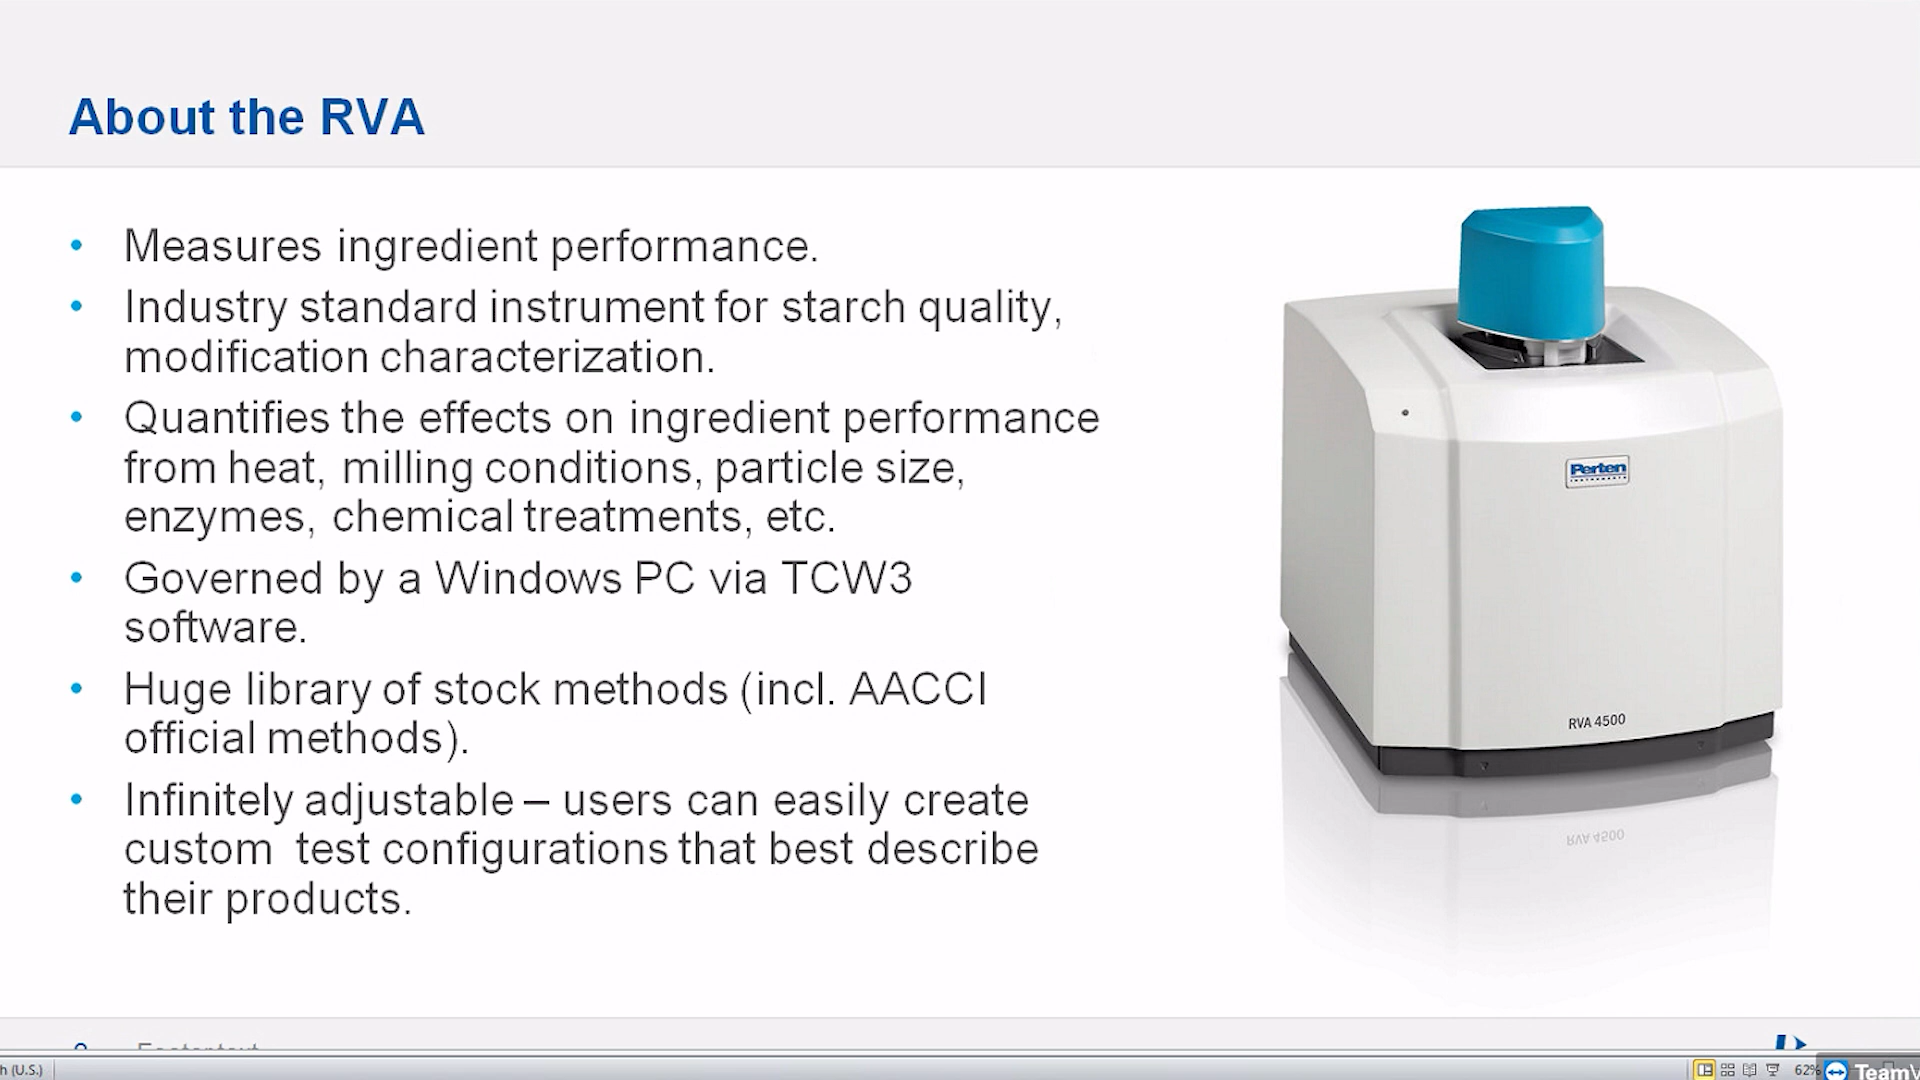 About the RVA
• Measures ingredient performance.
• Industry standard instrument for starch quality,
modification characterization.
• Quantifies the effects on ingredient performance
from heat, milling conditions, particle size,
enzymes, chemical treatments, etc.
• Governed by a Windows PC via TCW3
software.
• Huge library of stock methods (incl. AACCI
official methods).
• Infinitely adjustable – users can easily create
custom  test configurations that best describe
their products.
Perten
INSTRUMENTS
RVA 4500
RVA 4500
Footer text
h (U.S.)
62%
TeamV